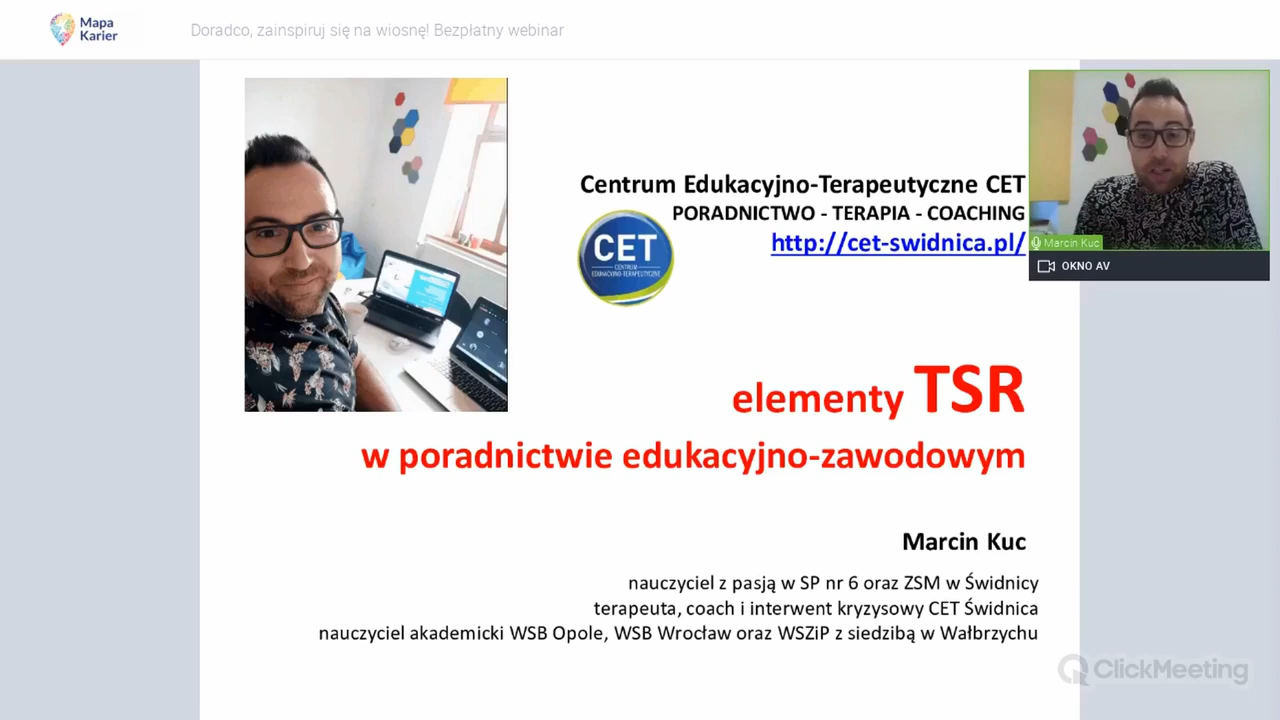 Mapa
Karier
Doradco, zainspiruj się na wiosnę! Bezpłatny webinar
Centrum Edukacyjno-Terapeutyczne CET
PORADNICTWO - TERAPIA - COACHING
http://cet-swidnica.pl/
CET
CENTRUM
EDUKACYJNO-TERAPEUTYCZNE
Marcin Kuc
OKNO AV
elementy TSR
w poradnictwie edukacyjno-zawodowym
Marcin Kuc
nauczyciel z pasją w SP nr 6 oraz ZSM w Świdnicy
terapeuta, coach i interwent kryzysowy CET Świdnica
nauczyciel akademicki WSB Opole, WSB Wrocław oraz WSZiP z siedzibą w Wałbrzychu
ClickMeeting